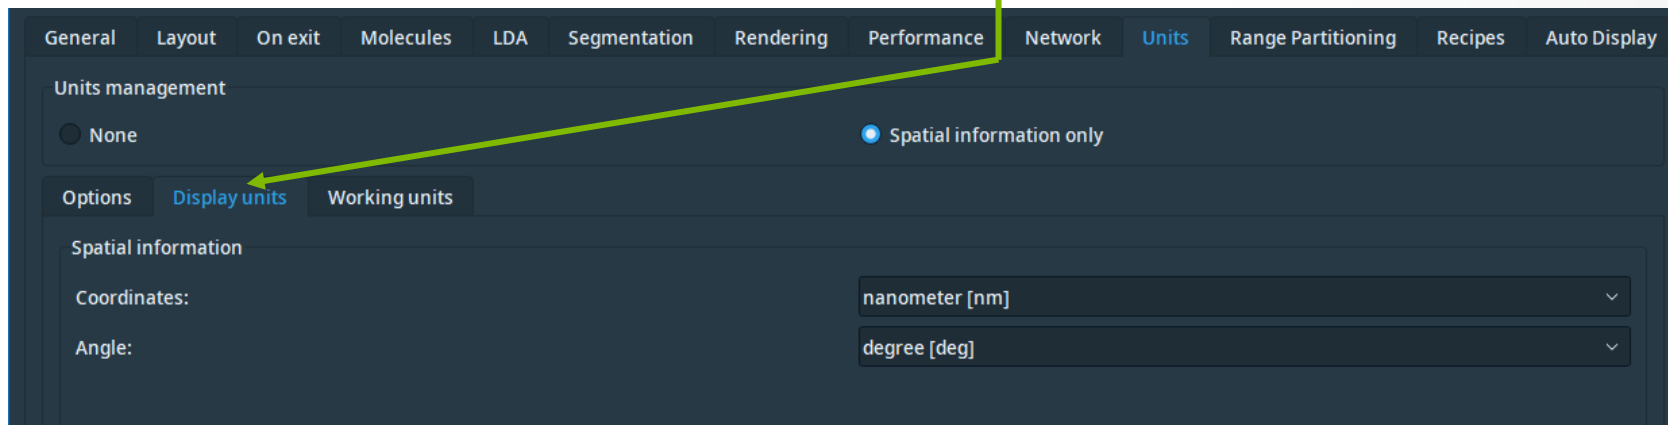 General Layout On exit Molecules LDA Segmentation Rendering Performance Network Units Range Partitioning Recipes Auto Display
Units management
None Spatial information only
Options Display units Working units
Spatial information
Coordinates: nanometer [nm]
Angle: degree [deg]